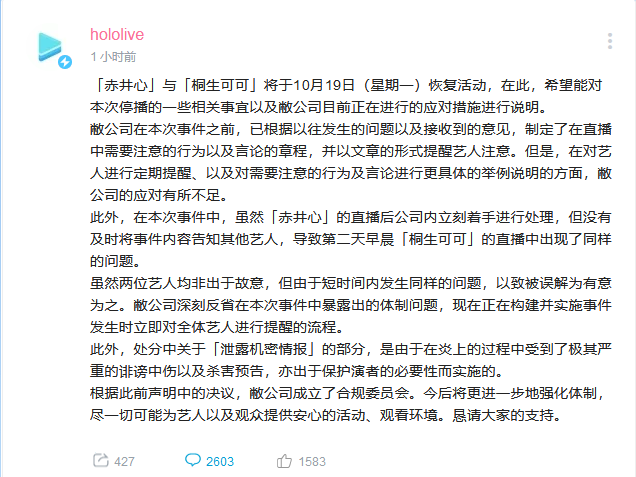 hololive
1 小时前
「赤井心」与「桐生可可」将于10月19日（星期一）恢复活动，在此，希望能对
本次停播的一些相关事宜以及敝公司目前正在进行的应对措施进行说明。
敝公司在本次事件之前，已根据以往发生的问题以及接收到的意见，制定了在直播
中需要注意的行为以及言论的章程，并以文章的形式提醒艺人注意。但是，在对艺
人进行定期提醒、以及对需要注意的行为及言论进行更具体的举例说明的方面，敝
公司的应对有所不足。
此外，在本次事件中，虽然「赤井心」的直播后公司内立刻着手进行处理，但没有
及时将事件内容告知其他艺人，导致第二天早晨「桐生可可」的直播中出现了同样
的问题。
虽然两位艺人均非出于故意，但由于短时间内发生同样的问题，以致被误解为有意
为之。敝公司深刻反省在本次事件中暴露出的体制问题，现在正在构建并实施事件
发生时立即对全体艺人进行提醒的流程。
此外，处分中关于「泄露机密情报」的部分，是由于在炎上的过程中受到了极其严
重的诽谤中伤以及杀害预告，亦出于保护演者的必要性而实施的。
根据此前声明中的决议，敝公司成立了合规委员会。今后将更进一步地强化体制，
尽一切可能为艺人以及观众提供安心的活动、观看环境。恳请大家的支持。
427 2603 1583